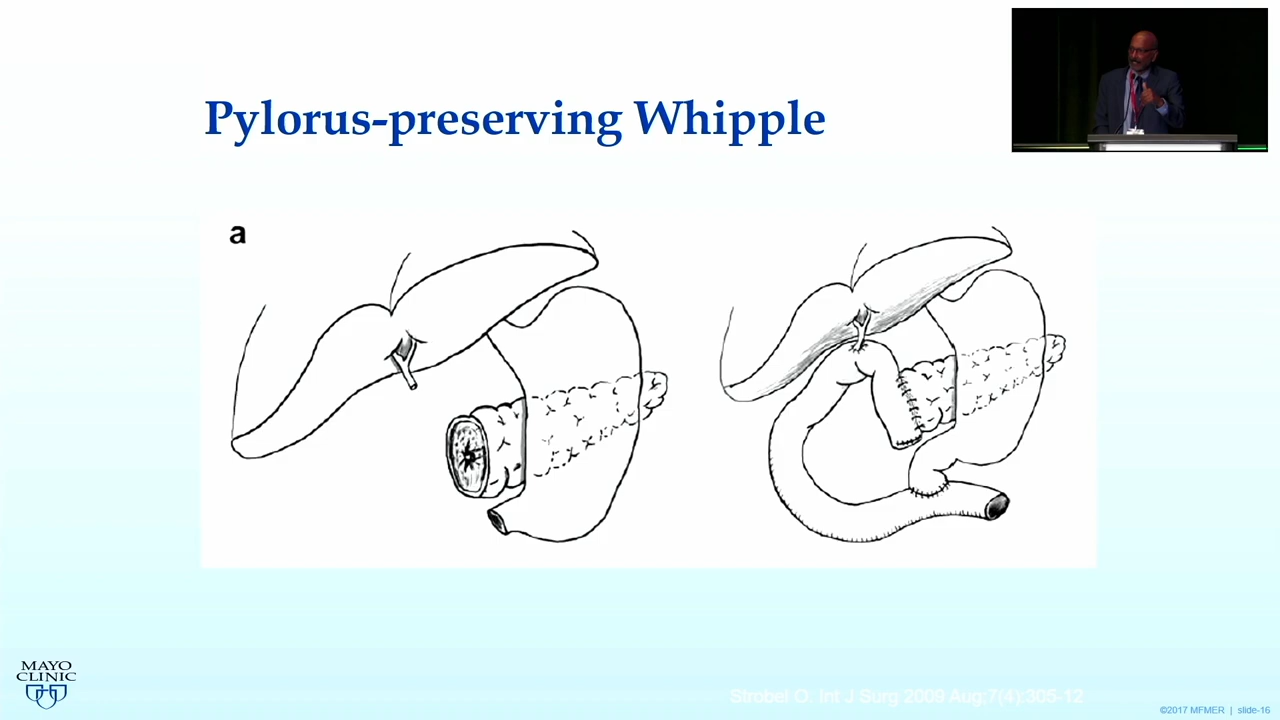 Pylorus-preserving Whipple
a
MAYO
CLINIC
Strobel O. Int J Surg 2009 Aug;7(4):305-12
©2017 MFMER | slide-16